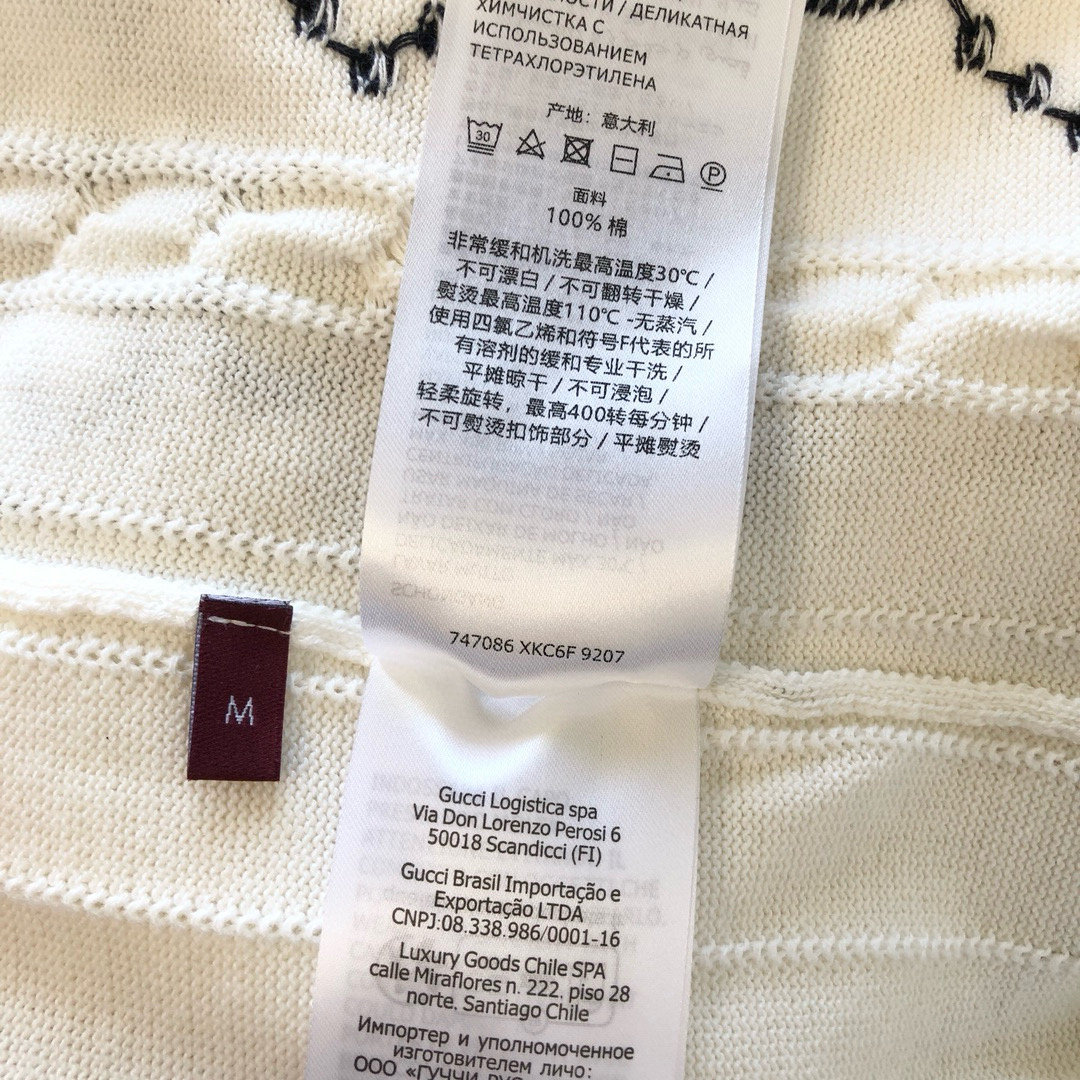 ДЕЛИКАТНАЯ
ХИМЧИСТКА С
ИСПОЛЬЗОВАНИЕМ
ТЕТРАХЛОРЭТИЛЕНА
产地：意大利
30 P
面料
100% 棉
非常缓和机洗最高温度30℃ /
不可漂白 / 不可翻转干燥 /
熨烫最高温度110℃ -无蒸汽 /
使用四氯乙烯和符号F代表的所
有溶剂的缓和专业干洗 /
平摊晾干 / 不可浸泡 /
轻柔旋转，最高400转每分钟 /
不可熨烫扣饰部分 / 平摊熨烫
747086 XKC6F 9207
M
Gucci Logistica spa
Via Don Lorenzo Perosi 6
50018 Scandicci (FI)
Gucci Brasil Importação e
Exportação LTDA
CNPJ:08.338.986/0001-16
Luxury Goods Chile SPA
calle Miraflores n. 222. piso 28
norte. Santiago Chile
Импортер и уполномоченное
изготовителем лицо:
ООО «ГУЧЧИ